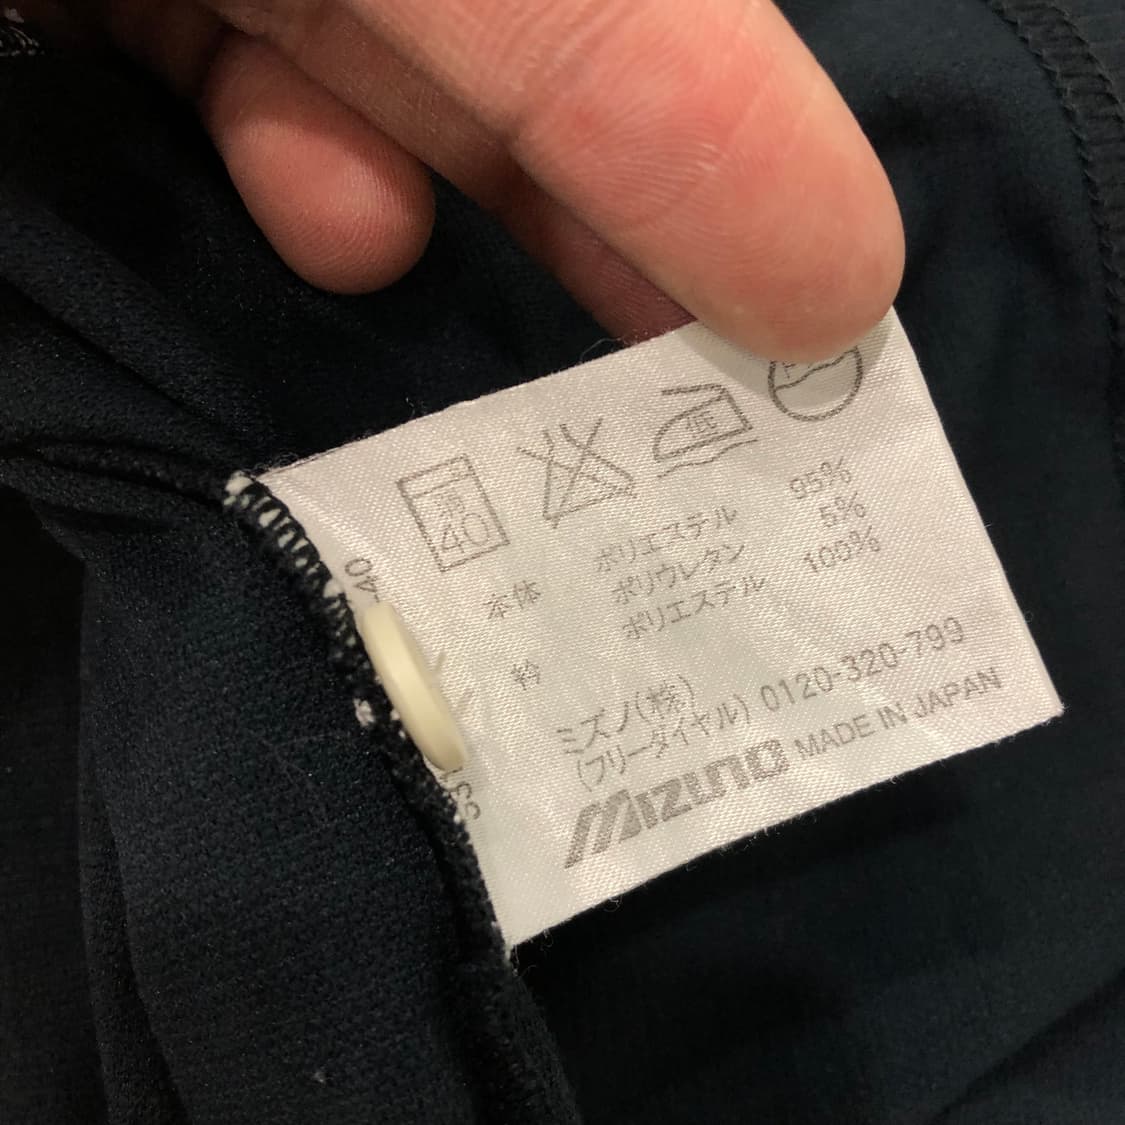 弱
40
低
本体 ポリエステル 95%
ポリウレタン 5%
衿 ポリエステル 100%
ミズノ(株)
(フリーダイヤル) 0120-320-799
MIZUNO MADE IN JAPAN
40